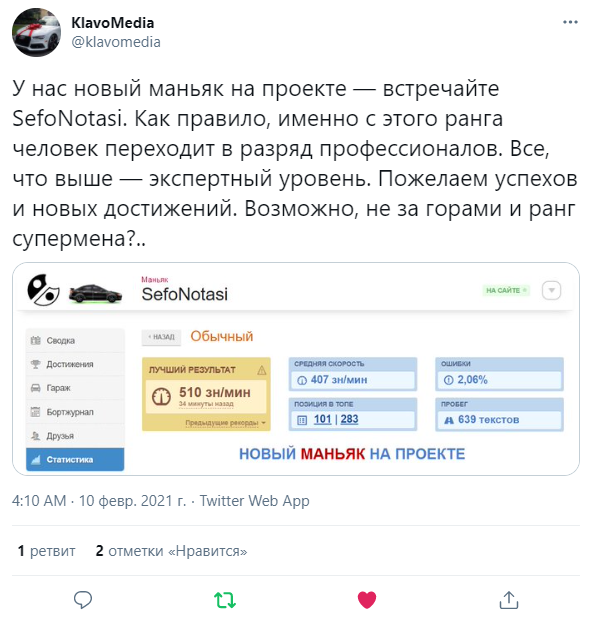 KlavoMedia
@klavomedia
У нас новый маньяк на проекте — встречайте
SefoNotasi. Как правило, именно с этого ранга
человек переходит в разряд профессионалов. Все,
что выше — экспертный уровень. Пожелаем успехов
и новых достижений. Возможно, не за горами и ранг
супермена?..
Маньяк
SefoNotasi
НА САЙТЕ
Сводка
Достижения
Гараж
Бортжурнал
Друзья
Статистика
‹ НАЗАД
Обычный
ЛУЧШИЙ РЕЗУЛЬТАТ
510 зн/мин
34 минуты назад
Предыдущие рекорды
СРЕДНЯЯ СКОРОСТЬ
407 зн/мин
ОШИБКИ
2,06%
ПОЗИЦИЯ В ТОПЕ
101 | 283
ПРОБЕГ
639 текстов
НОВЫЙ МАНЬЯК НА ПРОЕКТЕ
4:10 AM · 10 февр. 2021 г. · Twitter Web App
1 ретвит 2 отметки «Нравится»